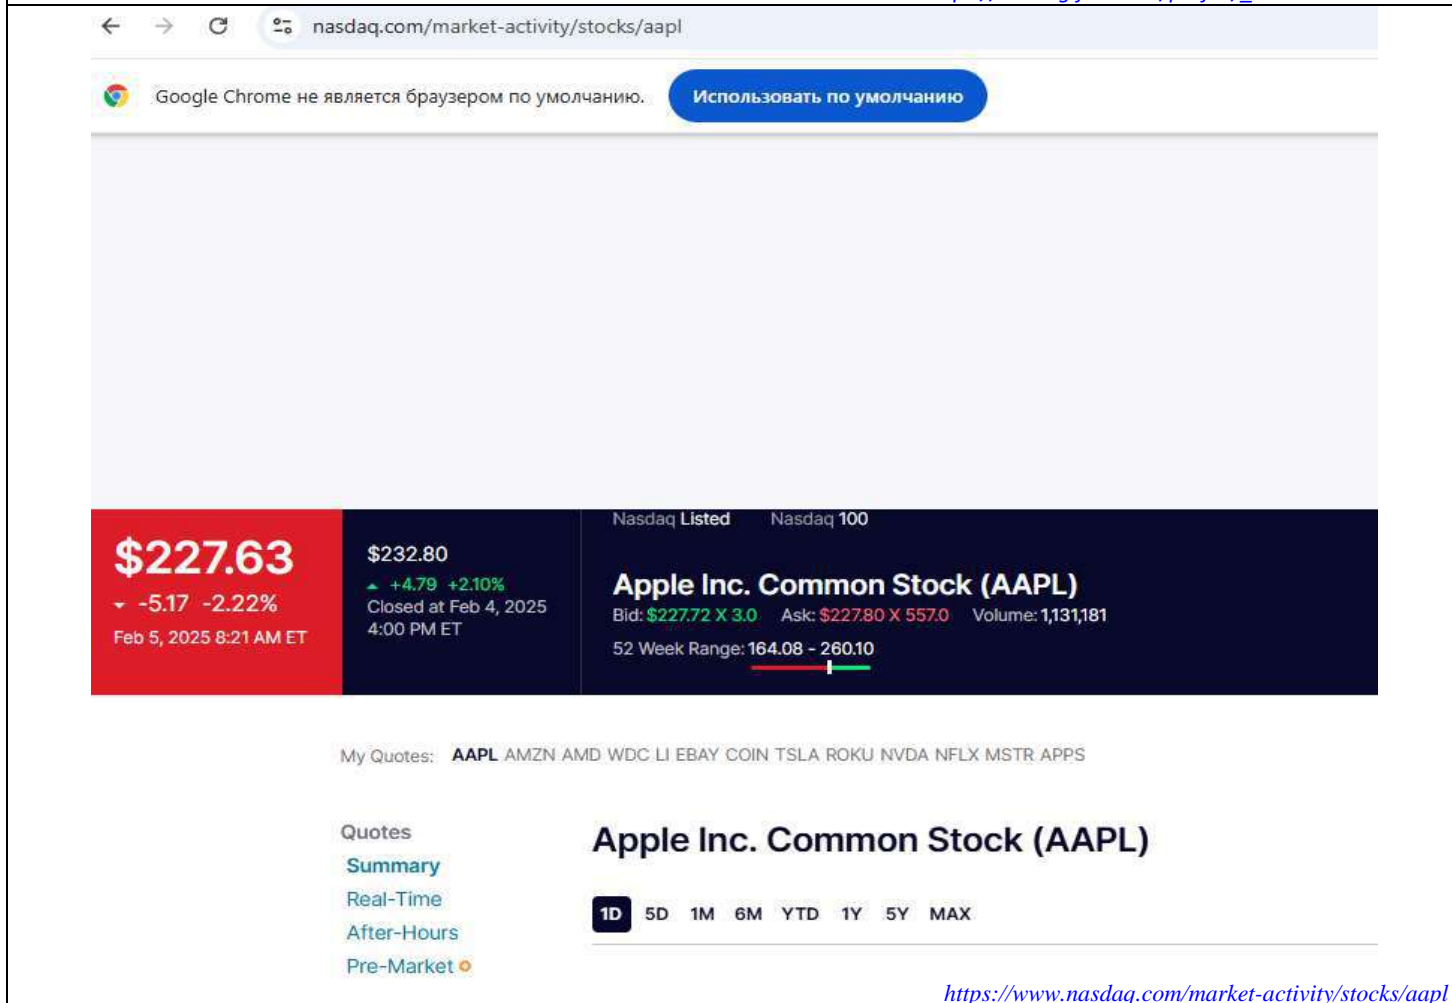 nasdaq.com/market-activity/stocks/aapl
Google Chrome не является браузером по умолчанию. Использовать по умолчанию
$227.63
-5.17 -2.22%
Feb 5, 2025 8:21 AM ET
$232.80
+4.79 +2.10%
Closed at Feb 4, 2025
4:00 PM ET
Nasdaq Listed Nasdaq 100
Apple Inc. Common Stock (AAPL)
Bid: $227.72 X 3.0 Ask: $227.80 X 557.0 Volume: 1,131,181
52 Week Range: 164.08 - 260.10
My Quotes: AAPL AMZN AMD WDC LI EBAY COIN TSLA ROKU NVDA NFLX MSTR APPS
Quotes
Summary
Real-Time
After-Hours
Pre-Market
Apple Inc. Common Stock (AAPL)
1D 5D 1M 6M YTD 1Y 5Y MAX
https://www.nasdaq.com/market-activity/stocks/aapl